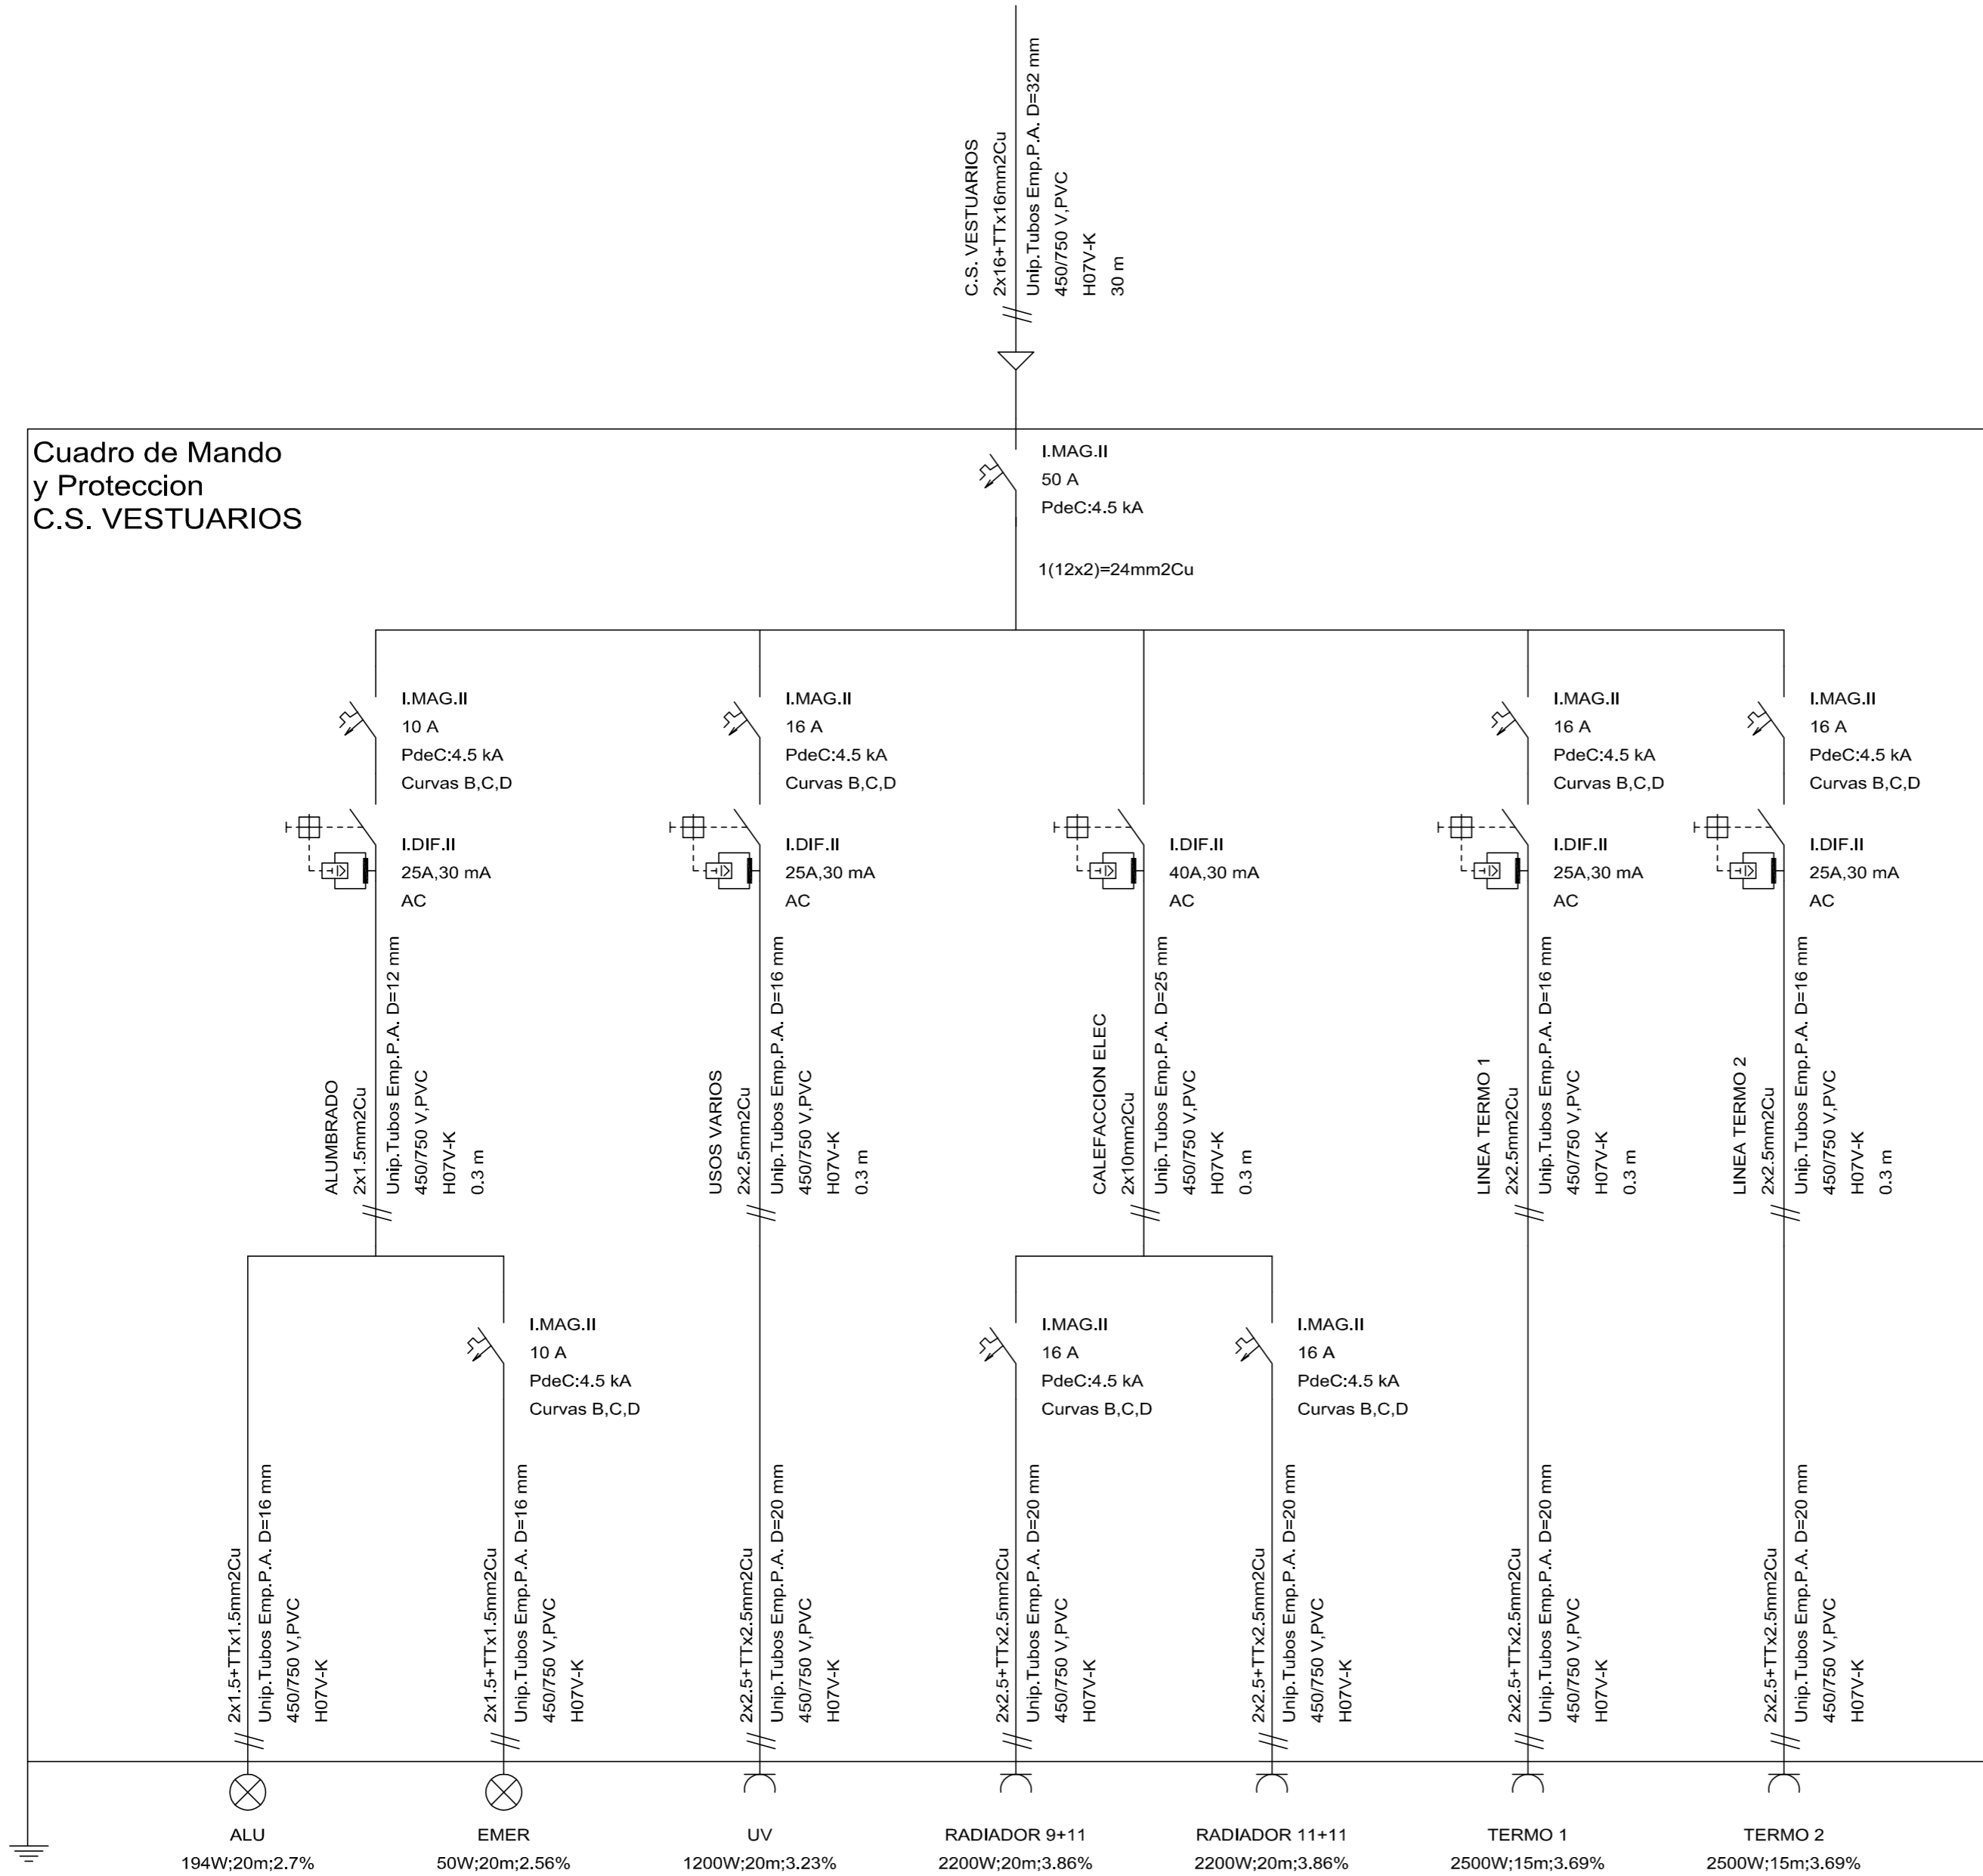 C.S. VESTUARIOS
2x16+TTx16mm2Cu
Unip.Tubos Emp.P.A. D=32 mm
450/750 V,PVC
H07V-K
30 m
Cuadro de Mando
y Proteccion
C.S. VESTUARIOS
I.MAG.II
50 A
PdeC:4.5 kA
1(12x2)=24mm2Cu
I.MAG.II
10 A
PdeC:4.5 kA
Curvas B,C,D
I.MAG.II
16 A
PdeC:4.5 kA
Curvas B,C,D
I.MAG.II
16 A
PdeC:4.5 kA
Curvas B,C,D
I.MAG.II
16 A
PdeC:4.5 kA
Curvas B,C,D
I.DIF.II
25A,30 mA
AC
I.DIF.II
25A,30 mA
AC
I.DIF.II
40A,30 mA
AC
I.DIF.II
25A,30 mA
AC
I.DIF.II
25A,30 mA
AC
ALUMBRADO
2x1.5mm2Cu
Unip.Tubos Emp.P.A. D=12 mm
450/750 V,PVC
H07V-K
0.3 m
USOS VARIOS
2x2.5mm2Cu
Unip.Tubos Emp.P.A. D=16 mm
450/750 V,PVC
H07V-K
0.3 m
CALEFACCION ELEC
2x10mm2Cu
Unip.Tubos Emp.P.A. D=25 mm
450/750 V,PVC
H07V-K
0.3 m
LINEA TERMO 1
2x2.5mm2Cu
Unip.Tubos Emp.P.A. D=16 mm
450/750 V,PVC
H07V-K
0.3 m
LINEA TERMO 2
2x2.5mm2Cu
Unip.Tubos Emp.P.A. D=16 mm
450/750 V,PVC
H07V-K
0.3 m
I.MAG.II
10 A
PdeC:4.5 kA
Curvas B,C,D
I.MAG.II
16 A
PdeC:4.5 kA
Curvas B,C,D
I.MAG.II
16 A
PdeC:4.5 kA
Curvas B,C,D
2x1.5+TTx1.5mm2Cu
Unip.Tubos Emp.P.A. D=16 mm
450/750 V,PVC
H07V-K
2x1.5+TTx1.5mm2Cu
Unip.Tubos Emp.P.A. D=16 mm
450/750 V,PVC
H07V-K
2x2.5+TTx2.5mm2Cu
Unip.Tubos Emp.P.A. D=20 mm
450/750 V,PVC
H07V-K
2x2.5+TTx2.5mm2Cu
Unip.Tubos Emp.P.A. D=20 mm
450/750 V,PVC
H07V-K
2x2.5+TTx2.5mm2Cu
Unip.Tubos Emp.P.A. D=20 mm
450/750 V,PVC
H07V-K
2x2.5+TTx2.5mm2Cu
Unip.Tubos Emp.P.A. D=20 mm
450/750 V,PVC
H07V-K
2x2.5+TTx2.5mm2Cu
Unip.Tubos Emp.P.A. D=20 mm
450/750 V,PVC
H07V-K
ALU
194W;20m;2.7%
EMER
50W;20m;2.56%
UV
1200W;20m;3.23%
RADIADOR 9+11
2200W;20m;3.86%
RADIADOR 11+11
2200W;20m;3.86%
TERMO 1
2500W;15m;3.69%
TERMO 2
2500W;15m;3.69%